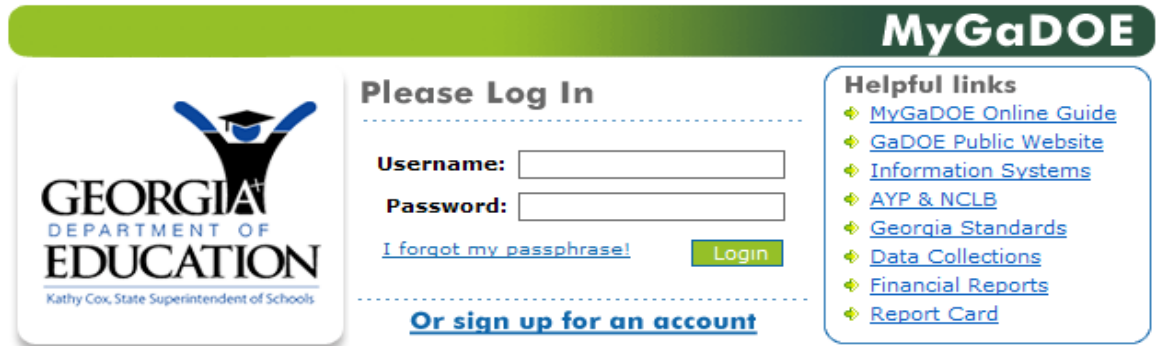 MyGaDOE
GEORGIA
DEPARTMENT OF
EDUCATION
Kathy Cox, State Superintendent of Schools
Please Log In
Username:
Password:
I forgot my passphrase!
Login
Or sign up for an account
Helpful links
MyGaDOE Online Guide
GaDOE Public Website
Information Systems
AYP & NCLB
Georgia Standards
Data Collections
Financial Reports
Report Card